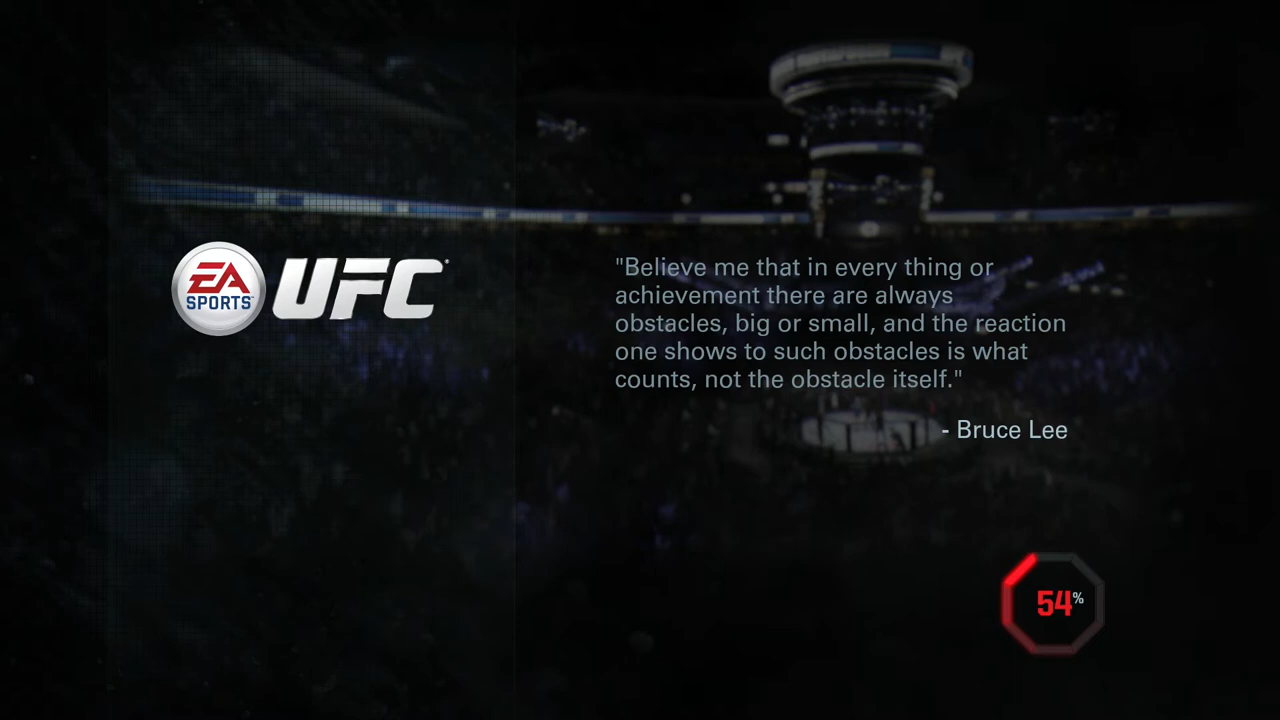 EA
SPORTS
UFC
"Believe me that in every thing or
achievement there are always
obstacles, big or small, and the reaction
one shows to such obstacles is what
counts, not the obstacle itself."
- Bruce Lee
54%